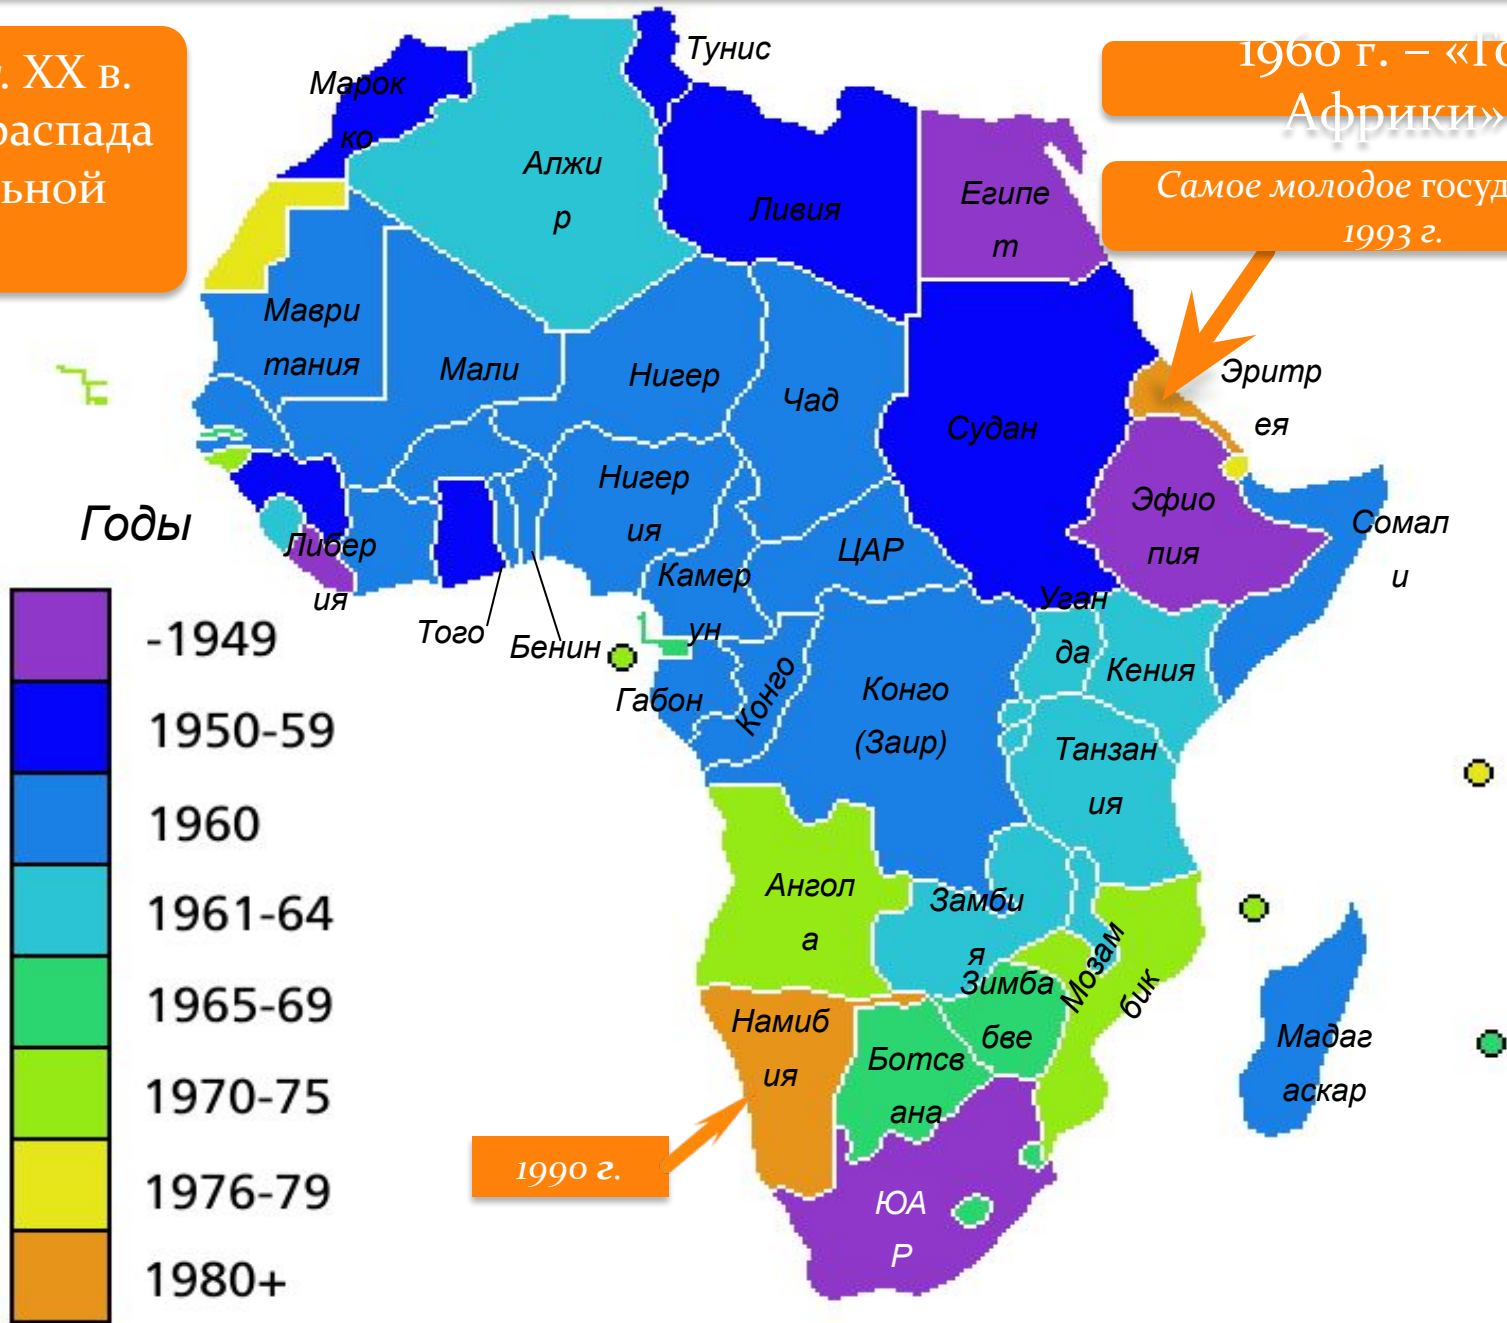 г. XX в.
распада
ьной
1960 г. – «Го
Африки»
Самое молодое госуд
1993 г.
Тунис
Марок
ко
Алжи
р
Ливия
Египе
т
Маври
тания
Мали
Нигер
Чад
Судан
Эритр
ея
Нигер
ия
Эфио
пия
Сомал
и
Годы
Либер
ия
ЦАР
Камер
ун
Того
Бенин
Габон
Конго
Конго
(Заир)
Уган
да
Кения
Танзан
ия
Ангол
а
Замби
я
Зимба
бве
Мозам
бик
Намиб
ия
Ботсв
ана
Мадаг
аскар
ЮА
Р
1990 г.
-1949
1950-59
1960
1961-64
1965-69
1970-75
1976-79
1980+